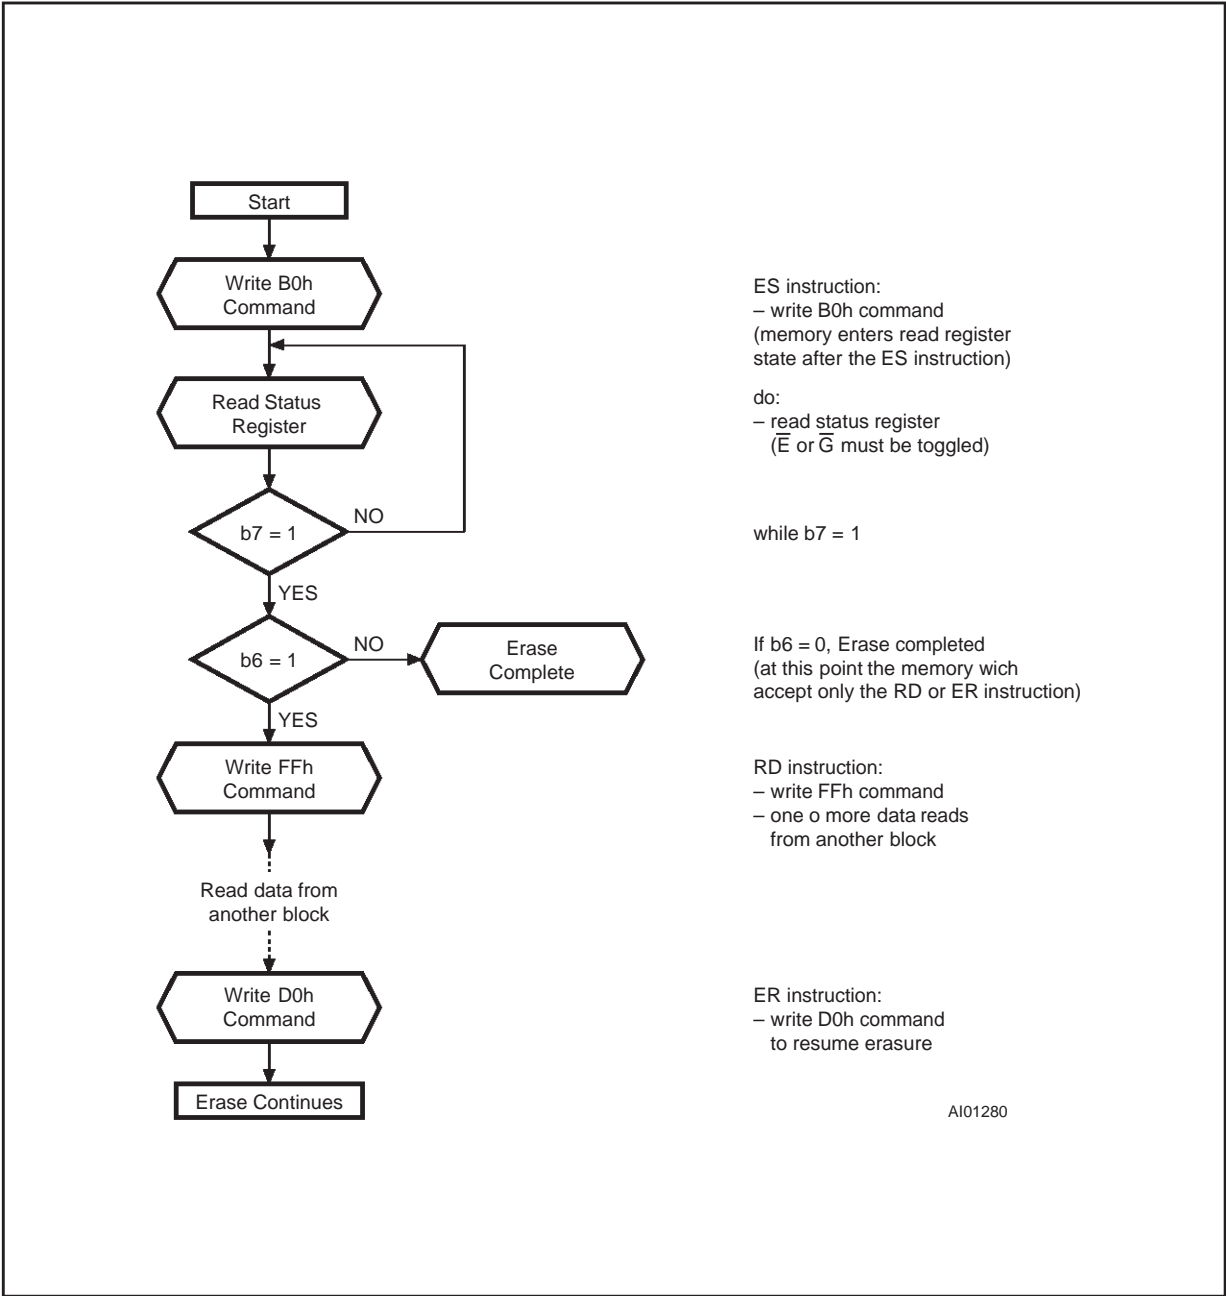 Start
Write B0h
Command
Read Status
Register
NO
b7 = 1
YES
NO
b6 = 1
Erase
Complete
YES
Write FFh
Command
Read data from
another block
Write D0h
Command
Erase Continues
ES instruction:
– write B0h command
(memory enters read register
state after the ES instruction)
do:
– read status register
(E̅ or G̅ must be toggled)
while b7 = 1
If b6 = 0, Erase completed
(at this point the memory wich
accept only the RD or ER instruction)
RD instruction:
– write FFh command
– one o more data reads
from another block
ER instruction:
– write D0h command
to resume erasure
AI01280